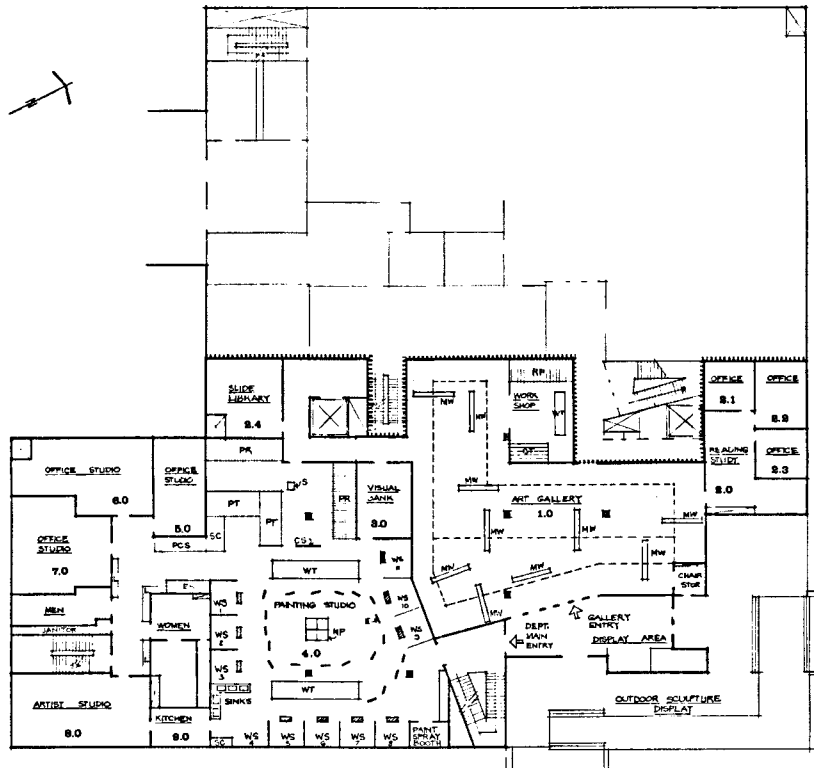 N
SLIDE
LIBRARY
2.4
RP
WORK
SHOP
WT
MW
MW
OFFICE
2.1
OFFICE
2.2
READING
STUDY
2.0
OFFICE
2.3
OFFICE STUDIO
6.0
OFFICE
STUDIO
5.0
PR
PT
PT
SC
PCS
PR
VISUAL
BANK
3.0
MW
ART GALLERY
1.0
MW
MW
MW
MW
MW
MW
MW
MW
CHAIR
STOR
OFFICE
STUDIO
7.0
MEN
JANITOR
WOMEN
WT
PAINTING STUDIO
4.0
MP
WT
WS
1
WS
2
WS
3
WS
10
SINKS
GALLERY
ENTRY
DEPT.
MAIN
ENTRY
DISPLAY AREA
OUTDOOR SCULPTURE
DISPLAY
ARTIST STUDIO
8.0
KITCHEN
9.0
SC
WS
4
WS
5
WS
6
WS
7
WS
8
PAINT
SPRAY
BOOTH